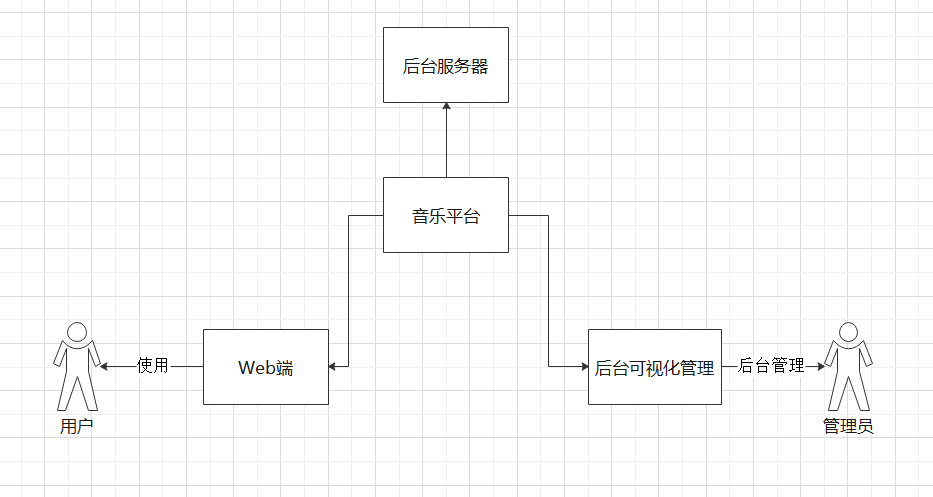 后台服务器
音乐平台
Web端
后台可视化管理
使用
后台管理
用户
管理员